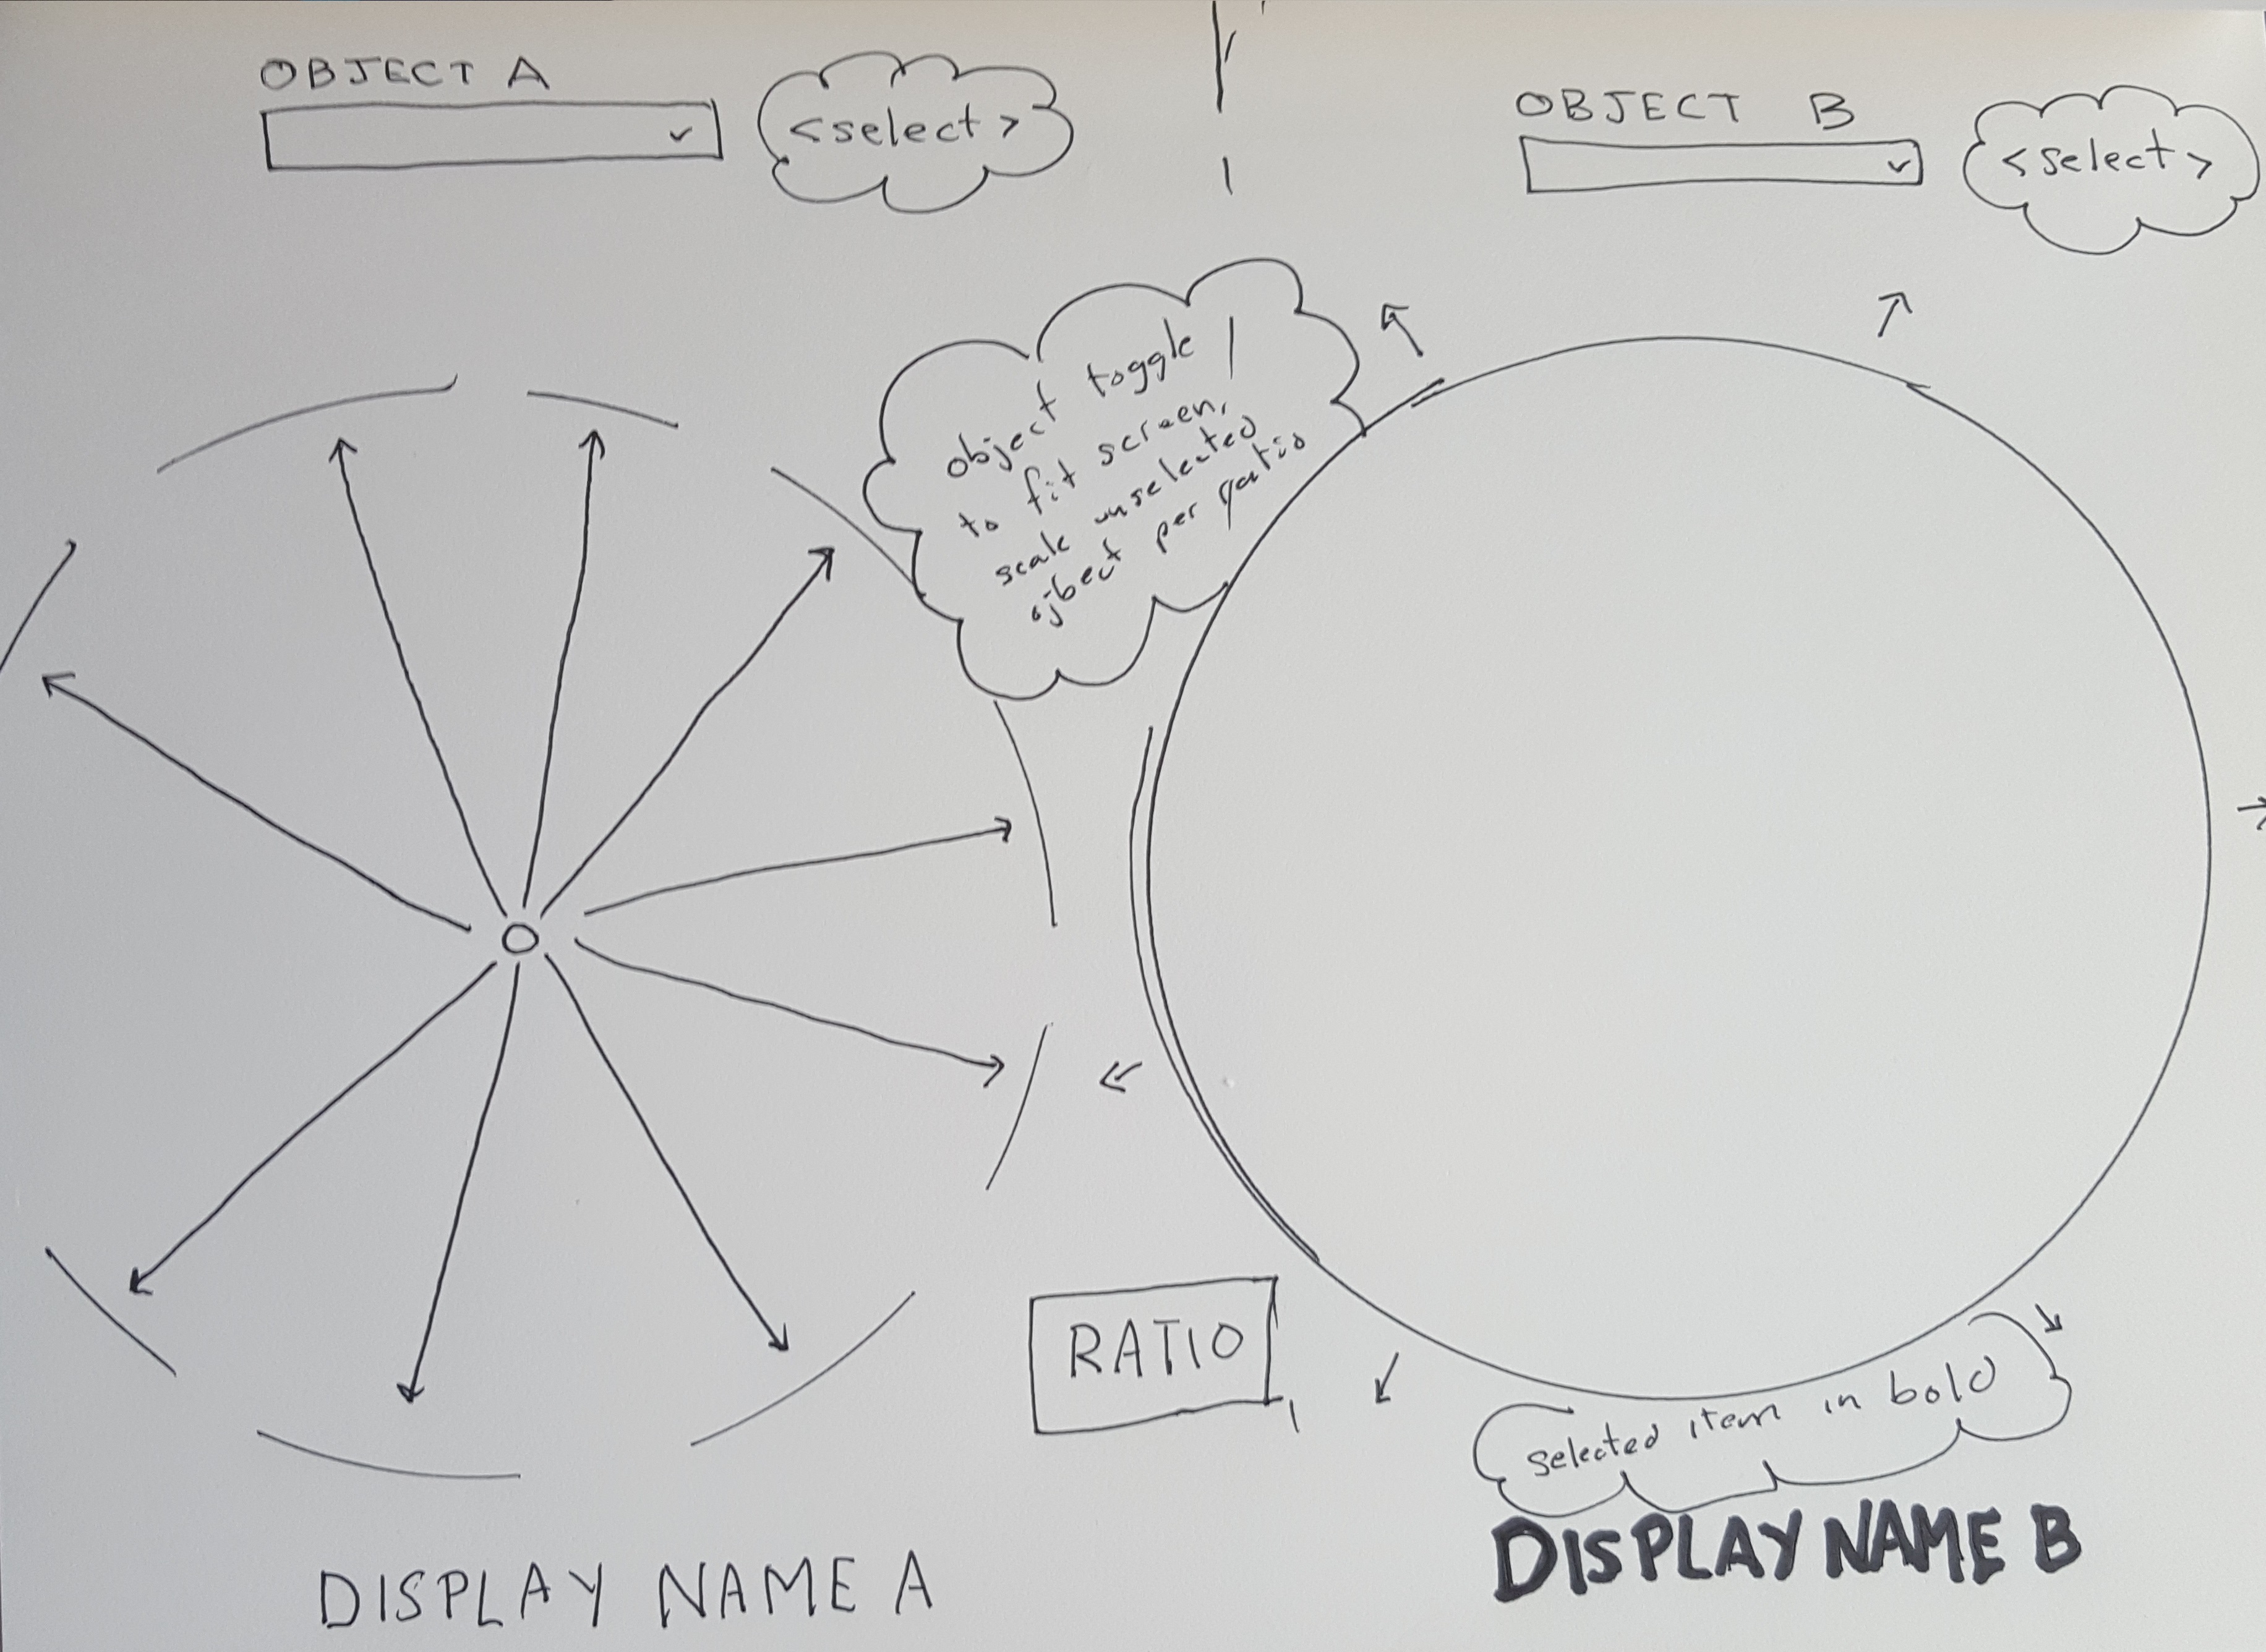 OBJECT A
<select>
OBJECT B
<select>
object toggle |
to fit screen,
scale unselected
ojbect per ratio
RATIO
selected item in bold
DISPLAY NAME A
DISPLAY NAME B